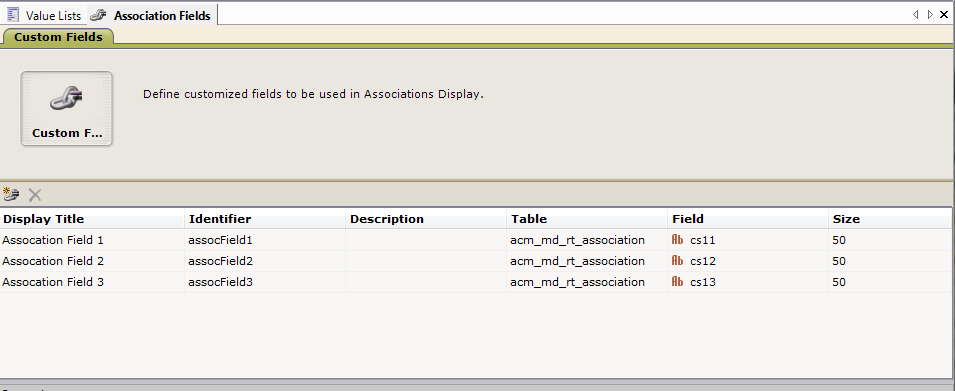 Value Lists Association Fields
Custom Fields
Define customized fields to be used in Associations Display.
Custom F...
Display Title Identifier Description Table Field Size
Assocation Field 1 assocField1 acm_md_rt_association Ab cs11 50
Assocation Field 2 assocField2 acm_md_rt_association Ab cs12 50
Assocation Field 3 assocField3 acm_md_rt_association Ab cs13 50